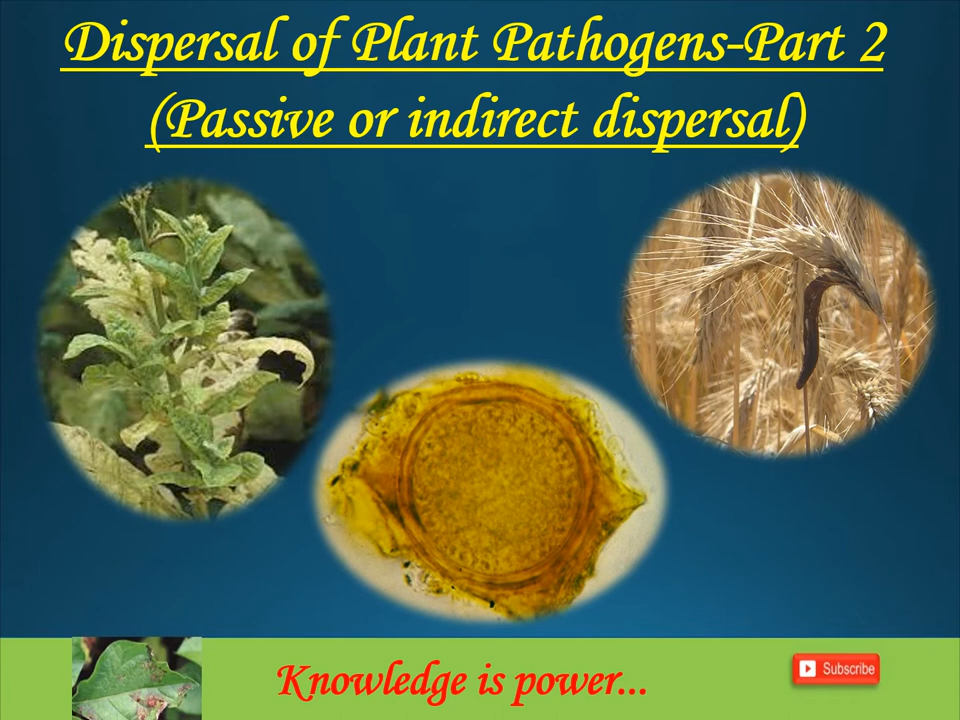 Dispersal of Plant Pathogens-Part 2
(Passive or indirect dispersal)
Knowledge is power...
Subscribe